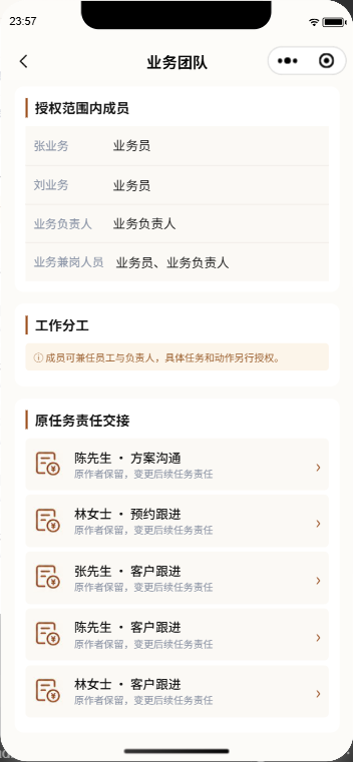 23:57
业务团队
授权范围内成员
张业务 业务员
刘业务 业务员
业务负责人 业务负责人
业务兼岗人员 业务员、业务负责人
工作分工
成员可兼任员工与负责人，具体任务和动作另行授权。
原任务责任交接
陈先生 · 方案沟通
原作者保留，变更后续任务责任
林女士 · 预约跟进
原作者保留，变更后续任务责任
张先生 · 客户跟进
原作者保留，变更后续任务责任
陈先生 · 客户跟进
原作者保留，变更后续任务责任
林女士 · 客户跟进
原作者保留，变更后续任务责任